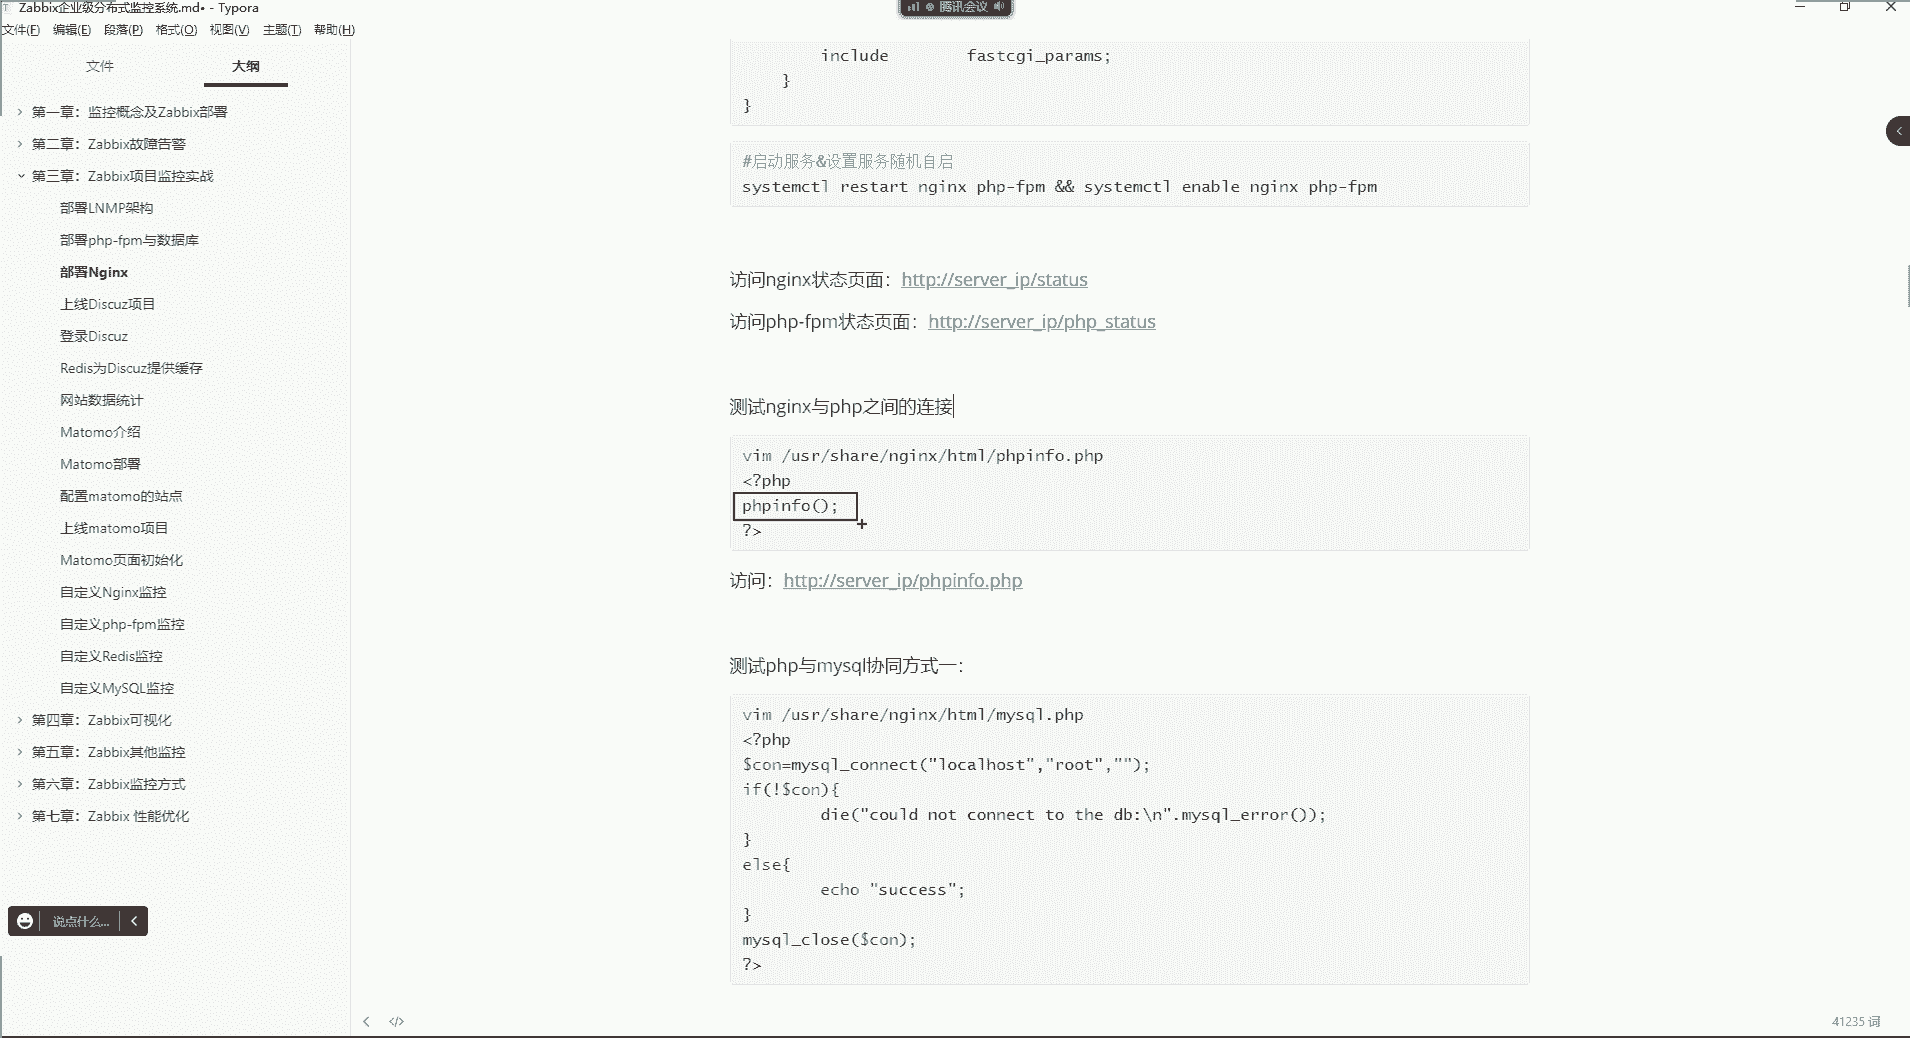 Zabbix企业级分布式监控系统.md• - Typora
腾讯会议
文件(F) 编辑(E) 段落(P) 格式(O) 视图(V) 主题(T) 帮助(H)
文件 大纲
第一章：监控概念及Zabbix部署
第二章：Zabbix故障告警
第三章：Zabbix项目监控实战
部署LNMP架构
部署php-fpm与数据库
部署Nginx
上线Discuz项目
登录Discuz
Redis为Discuz提供缓存
网站数据统计
Matomo介绍
Matomo部署
配置matomo的站点
上线matomo项目
Matomo页面初始化
自定义Nginx监控
自定义php-fpm监控
自定义Redis监控
自定义MySQL监控
第四章：Zabbix可视化
第五章：Zabbix其他监控
第六章：Zabbix监控方式
第七章：Zabbix 性能优化
说点什么...
include fastcgi_params;
}
}
#启动服务&设置服务随机自启
systemctl restart nginx php-fpm && systemctl enable nginx php-fpm
访问nginx状态页面：http://server_ip/status
访问php-fpm状态页面：http://server_ip/php_status
测试nginx与php之间的连接
vim /usr/share/nginx/html/phpinfo.php
<?php
phpinfo();
?>
访问：http://server_ip/phpinfo.php
测试php与mysql协同方式一：
vim /usr/share/nginx/html/mysql.php
<?php
$con=mysql_connect("localhost","root","");
if(!$con){
die("could not connect to the db:\n".mysql_error());
}
else{
echo "success";
}
mysql_close($con);
?>
</> 
41235 词